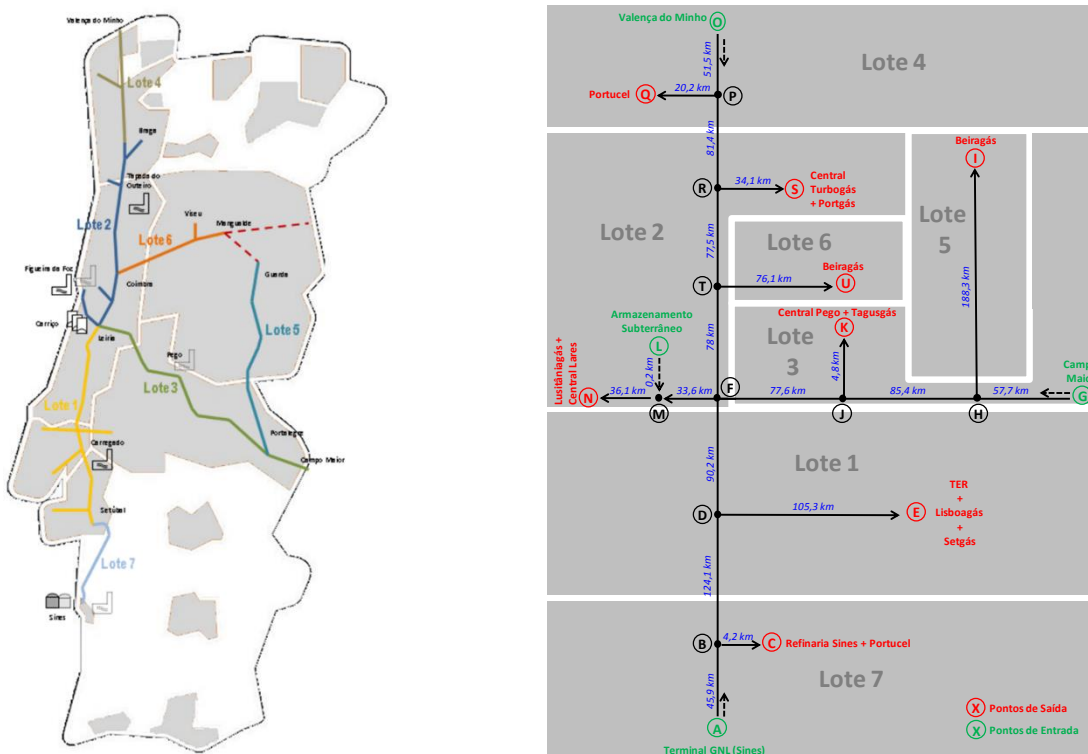 Valença do Minho
Lote 4
Braga
Tapada do
Outeiro
Lote 2
Viseu
Mangualde
Lote 6
Figueira da Foz
Coimbra
Guarda
Carriço
Leiria
Lote 5
Pego
Lote 3
Lote 1
Carregado
Portalegre
Campo Maior
Setúbal
Lote 7
Sines
Valença do Minho
O
51,5 km
Lote 4
20,2 km
Portucel
Q
P
81,4 km
Beiragás
I
R
34,1 km
S
Central
Turbogás
+ Portgás
Lote
5
Lote 2
77,5 km
Lote 6
188,3 km
Beiragás
T
76,1 km
U
Armazenamento
Subterrâneo
Central Pego + Tagusgás
K
L
78 km
Lote
3
4,8 km
0,2 km
Lusitâniagás +
Central Lares
Campo
Maior
N
36,1 km
33,6 km
F
77,6 km
85,4 km
57,7 km
G
M
J
H
90,2 km
Lote 1
D
105,3 km
E
TER
+
Lisboagás
+
Setgás
124,1 km
B
4,2 km
C
Refinaria Sines + Portucel
Lote 7
45,9 km
X
Pontos de Saída
A
X
Pontos de Entrada
Terminal GNL (Sines)